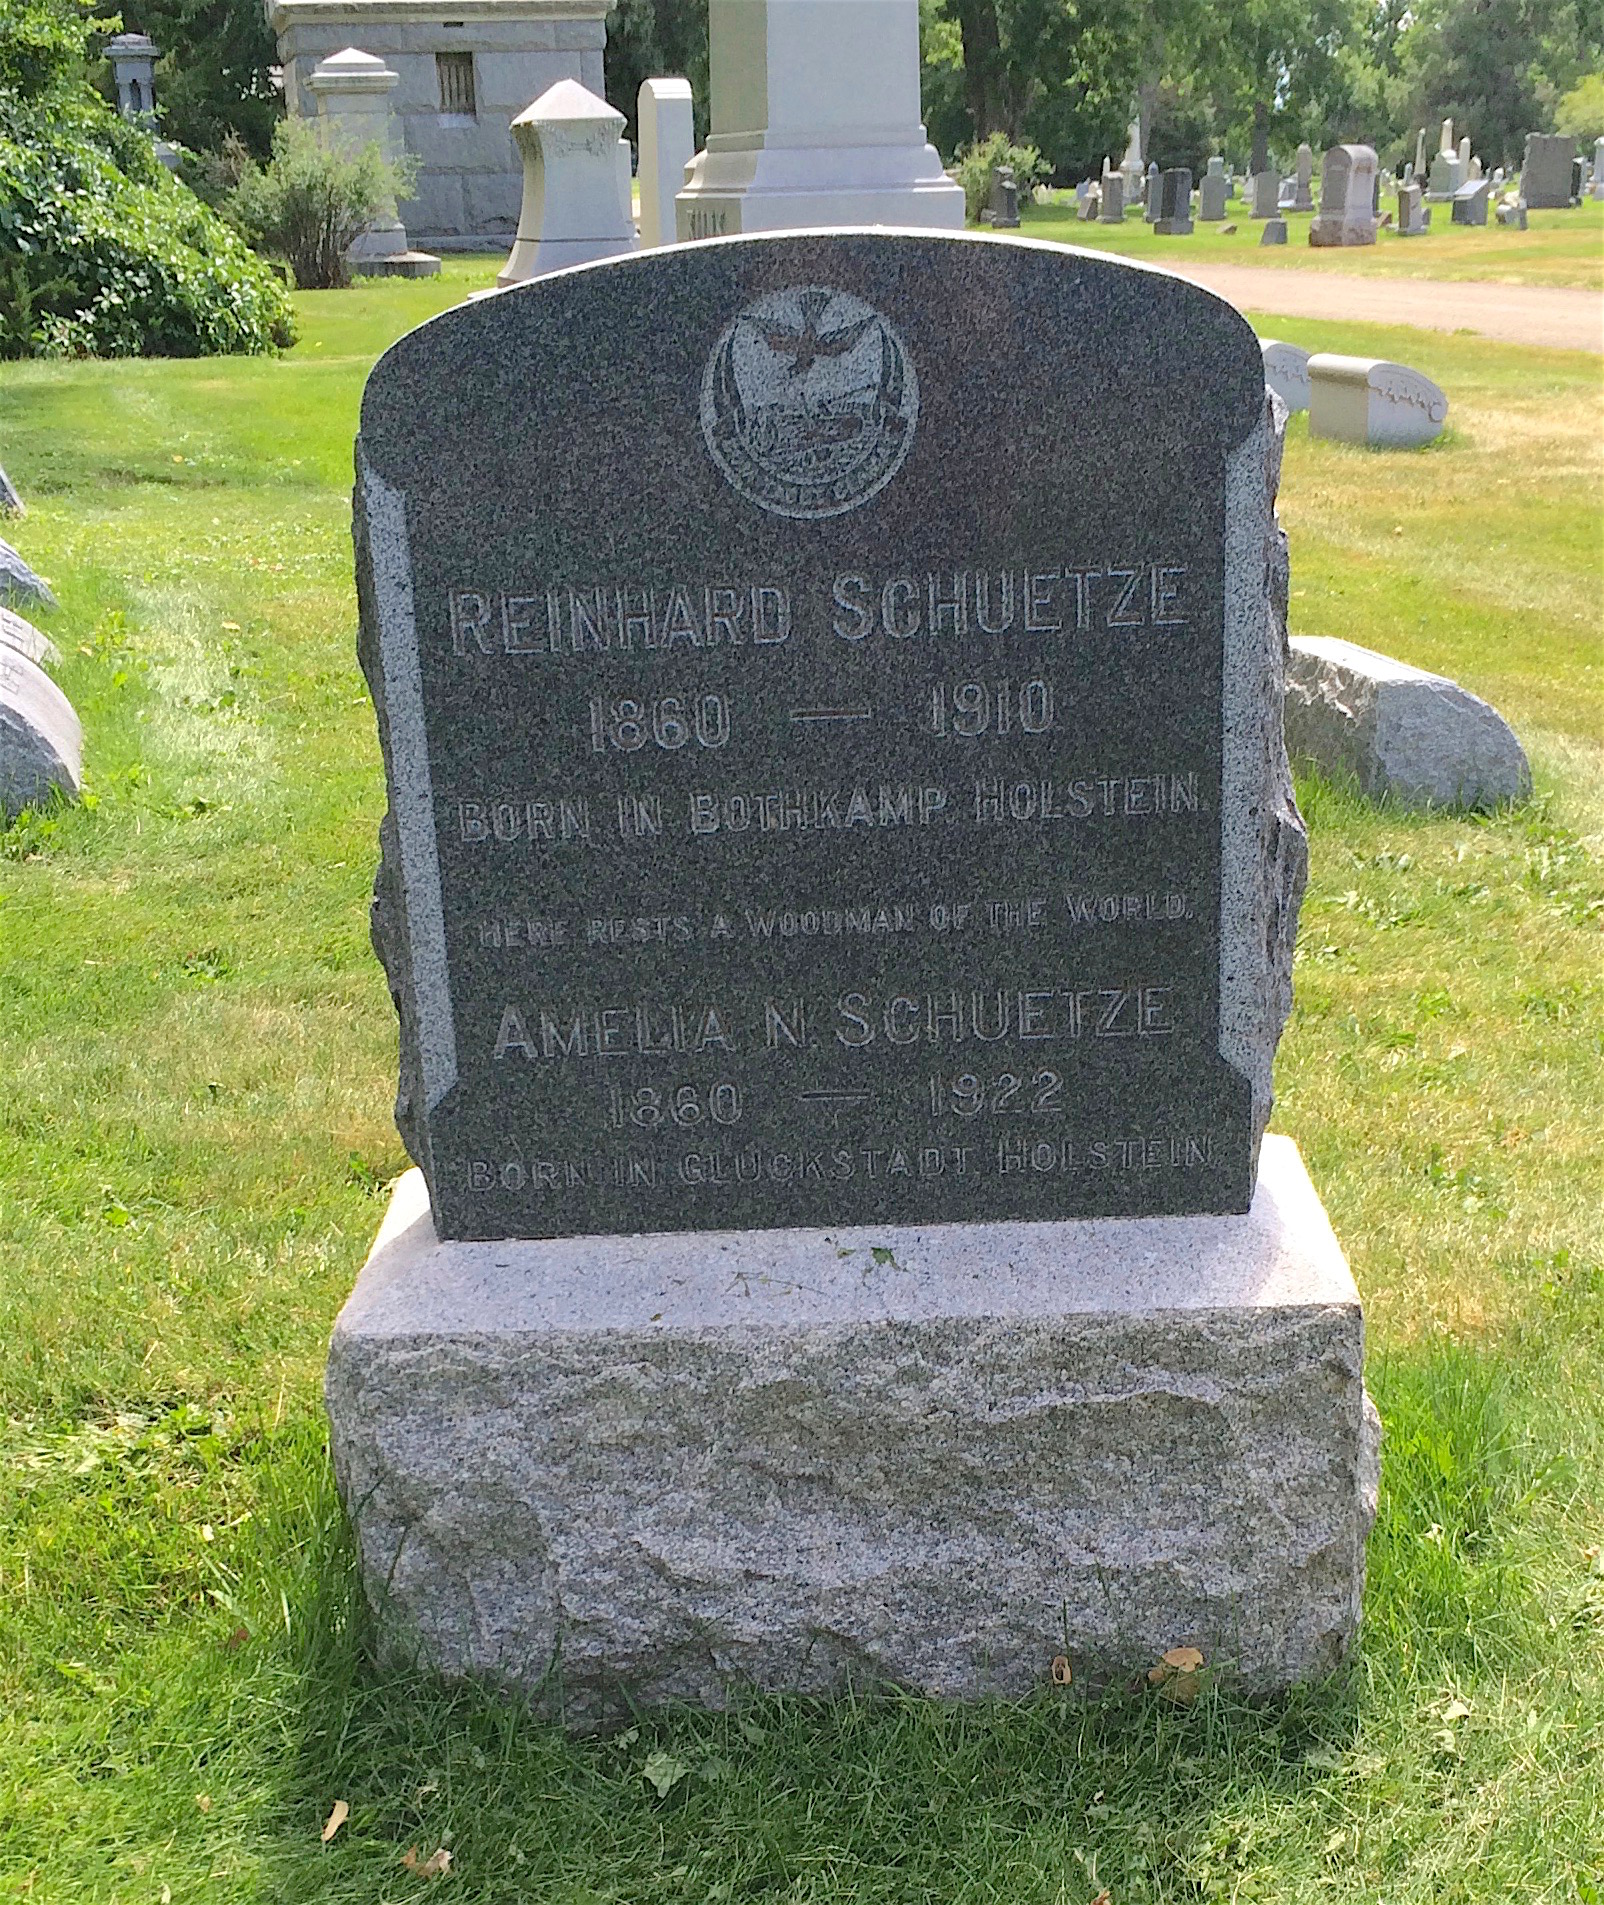 REINHARD SCHUETZE
1860 — 1910
BORN IN BOTHKAMP, HOLSTEIN.
HERE RESTS A WOODMAN OF THE WORLD.
AMELIA N. SCHUETZE
1860 — 1922
BORN IN GLUCKSTADT, HOLSTEIN.